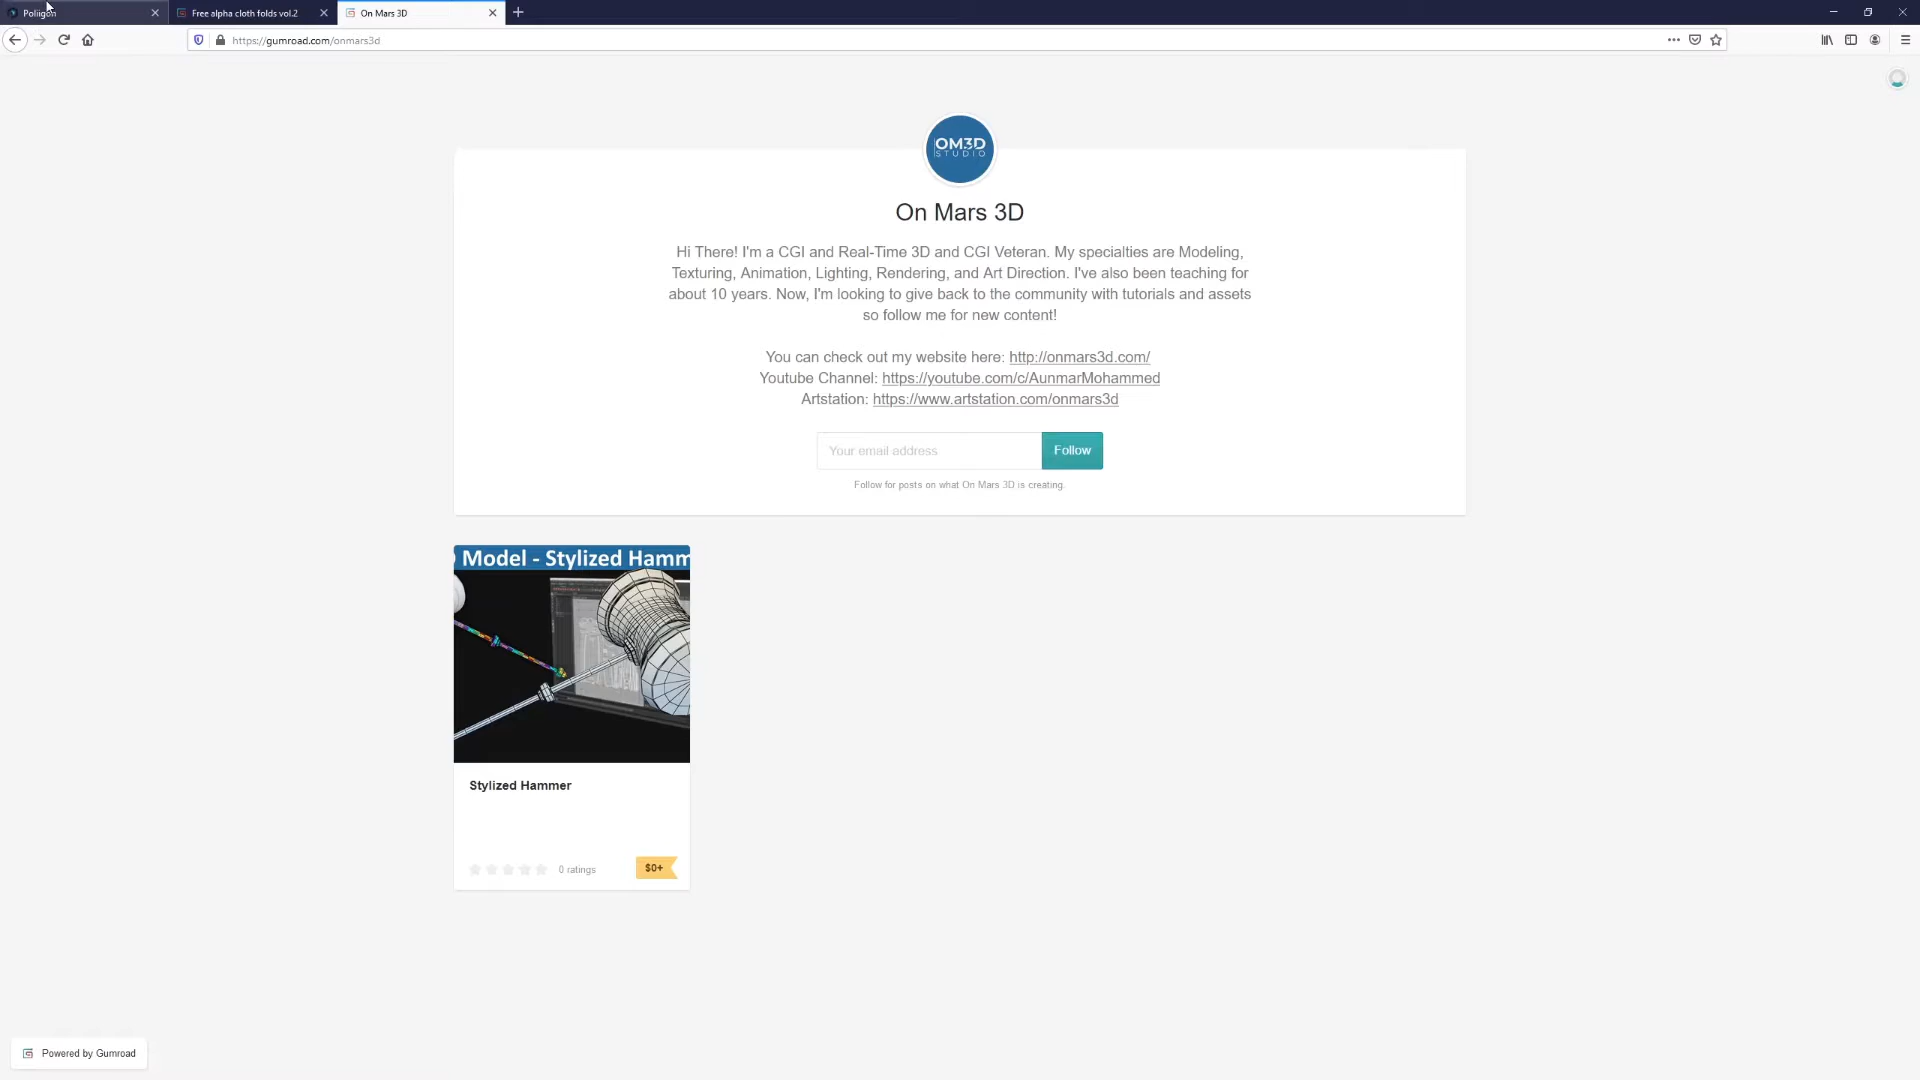 Poliigon
Free alpha cloth folds vol.2
On Mars 3D
https://gumroad.com/onmars3d
OM3D
STUDIO
On Mars 3D
Hi There! I'm a CGI and Real-Time 3D and CGI Veteran. My specialties are Modeling,
Texturing, Animation, Lighting, Rendering, and Art Direction. I've also been teaching for
about 10 years. Now, I'm looking to give back to the community with tutorials and assets
so follow me for new content!
You can check out my website here: http://onmars3d.com/
Youtube Channel: https://youtube.com/c/AunmarMohammed
Artstation: https://www.artstation.com/onmars3d
Your email address
Follow
Follow for posts on what On Mars 3D is creating.
Model - Stylized Hamm
Stylized Hammer
0 ratings
$0+
Powered by Gumroad